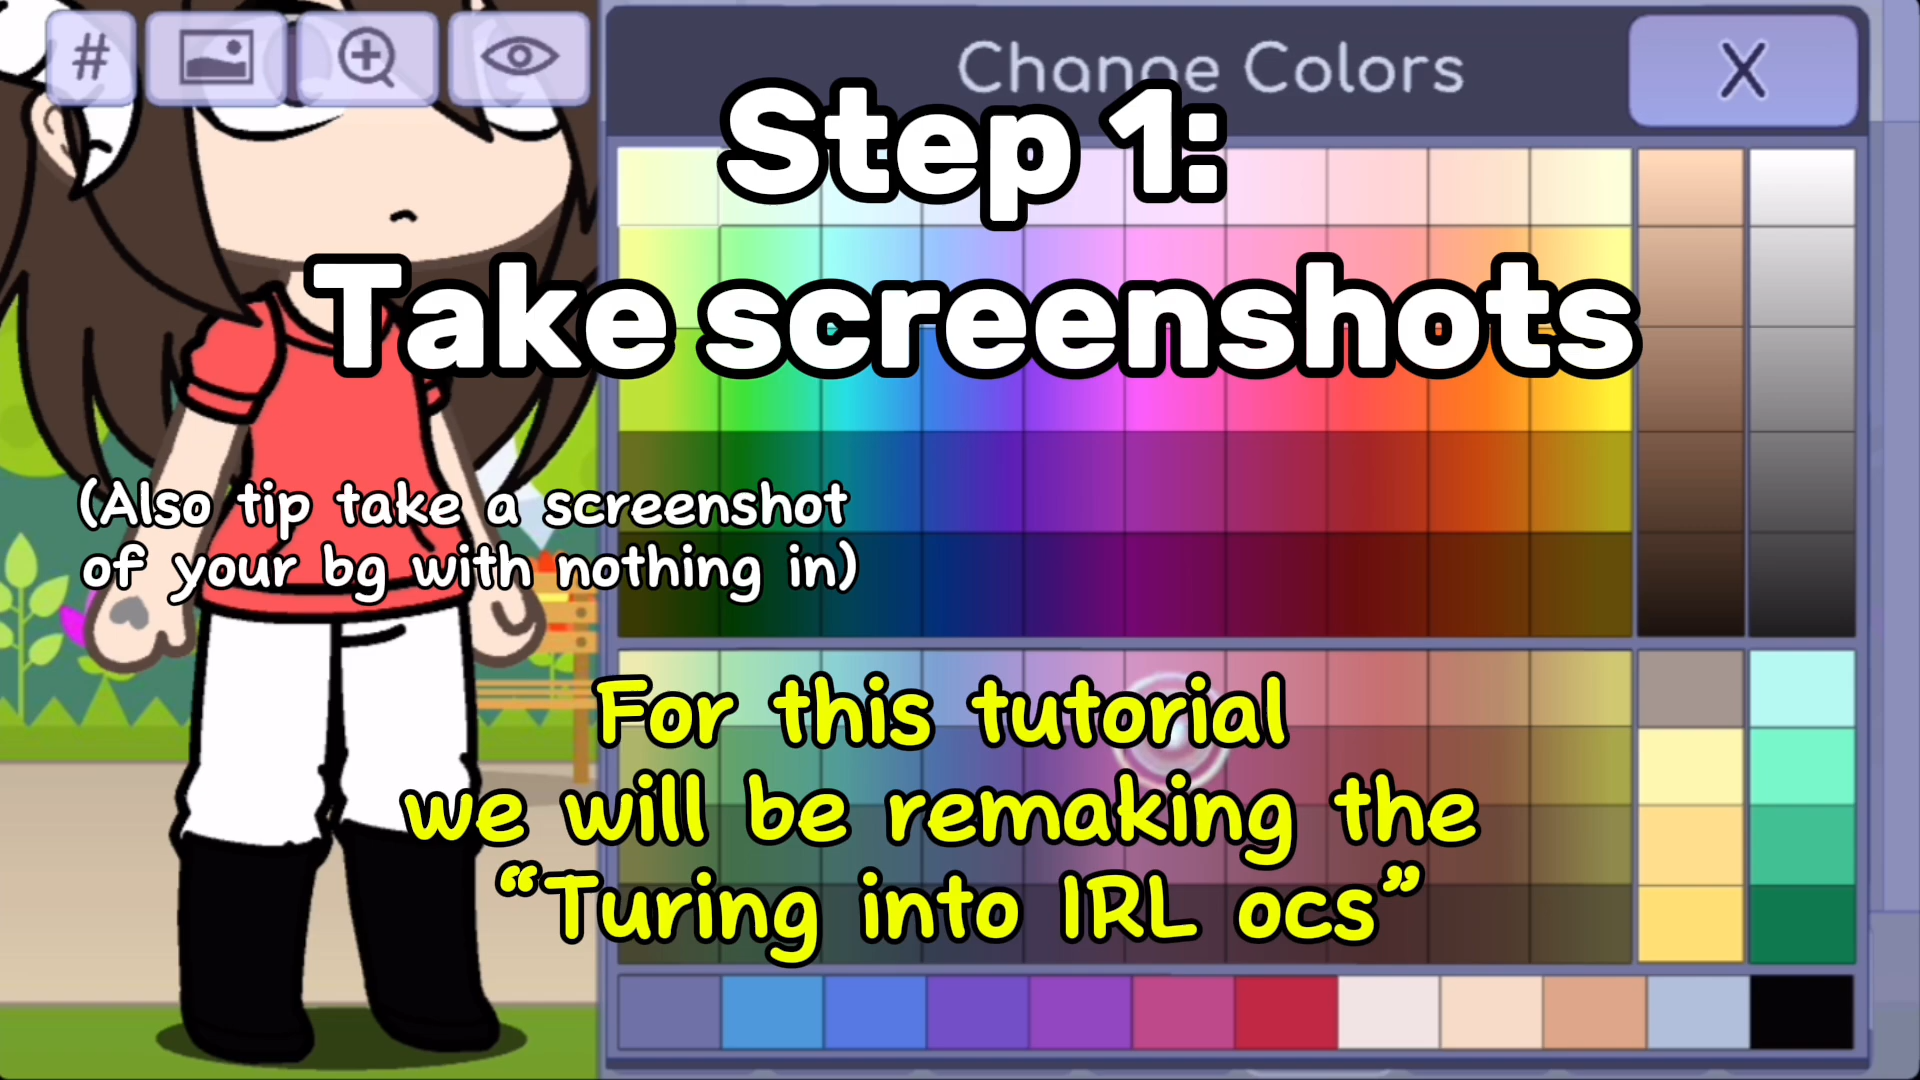 #
Change Colors
X
Step 1:
Take screenshots
(Also tip take a screenshot
of your bg with nothing in)
For this tutorial
we will be remaking the
“Turing into IRL ocs”